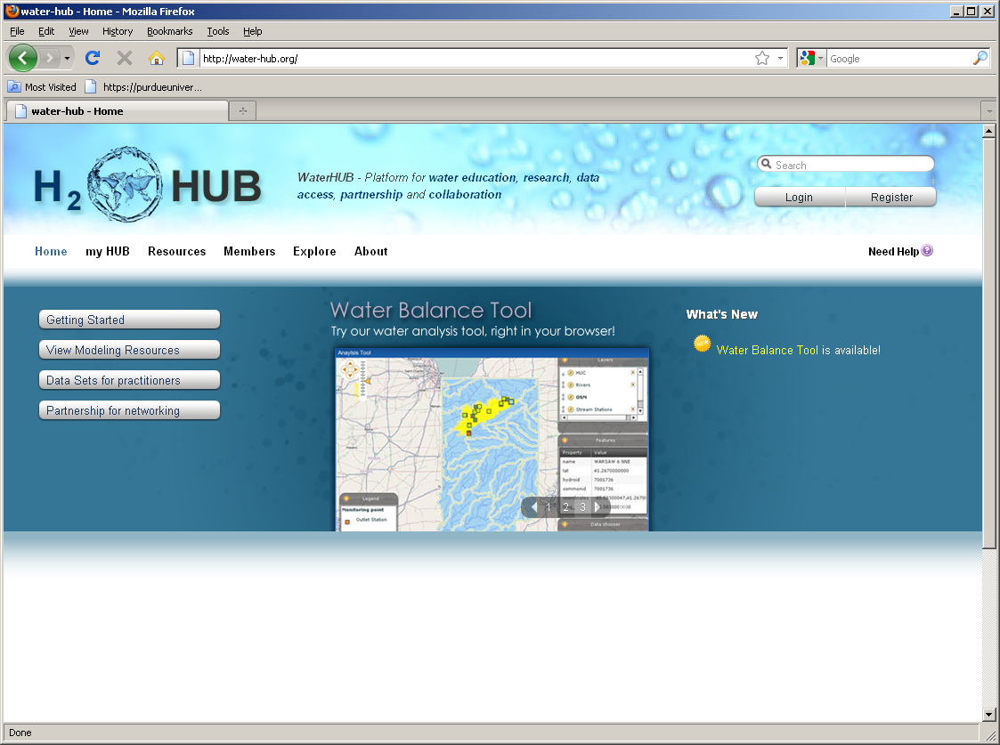 water-hub - Home - Mozilla Firefox
File Edit View History Bookmarks Tools Help
http://water-hub.org/
Google
Most Visited https://purdueuniver...
water-hub - Home
H2 HUB
WaterHUB - Platform for water education, research, data
access, partnership and collaboration
Search
Login Register
Home my HUB Resources Members Explore About
Need Help ?
Getting Started
View Modeling Resources
Data Sets for practitioners
Partnership for networking
Water Balance Tool
Try our water analysis tool, right in your browser!
Anaylsis Tool
Layers
HUC
Rivers
OSM
Stream Stations
Features
Property Value
name WARSAW 6 NNE
lat 41.2670000000
hydroid 7001736
commonid 7001736
Data chooser
Legend
Monitoring point
Outlet Station
1 2 3
What's New
NEW
Water Balance Tool is available!
Done